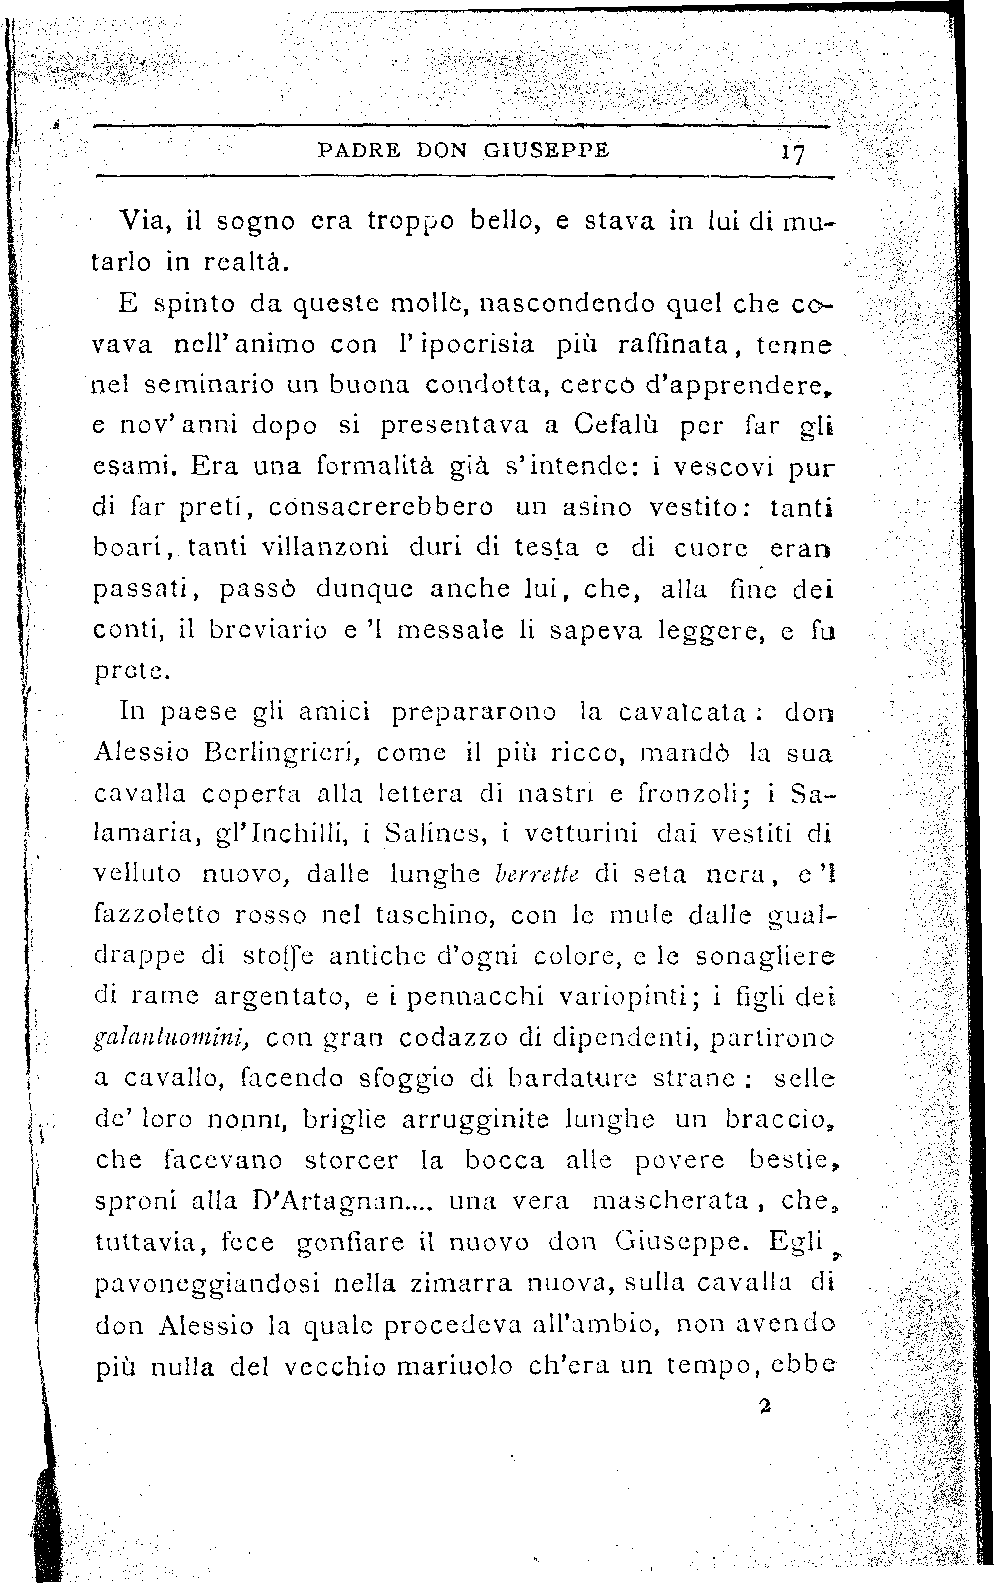 PADRE DON GIUSEPPE 17
Via, il sogno era troppo bello, e stava in lui di mu-
tarlo in realtà.
E spinto da queste molle, nascondendo quel che co-
vava nell'animo con l'ipocrisia più raffinata, tenne
nel seminario un buona condotta, cercò d'apprendere,
e nov'anni dopo si presentava a Cefalù per far gli
esami. Era una formalità già s'intende: i vescovi pur
di far preti, consacrerebbero un asino vestito: tanti
boari, tanti villanzoni duri di testa e di cuore eran
passati, passò dunque anche lui, che, alla fine dei
conti, il breviario e 'l messale li sapeva leggere, e fu
prete.
In paese gli amici prepararono la cavalcata: don
Alessio Berlingrieri, come il più ricco, mandò la sua
cavalla coperta alla lettera di nastri e fronzoli; i Sa-
lamaria, gl'Inchilli, i Salines, i vetturini dai vestiti di
velluto nuovo, dalle lunghe berrette di seta nera, e 'l
fazzoletto rosso nel taschino, con le mule dalle gual-
drappe di stoffe antiche d'ogni colore, e le sonagliere
di rame argentato, e i pennacchi variopinti; i figli dei
galantuomini, con gran codazzo di dipendenti, partirono
a cavallo, facendo sfoggio di bardature strane: selle
de' loro nonni, briglie arrugginite lunghe un braccio,
che facevano storcer la bocca alle povere bestie,
sproni alla D'Artagnan.... una vera mascherata, che,
tuttavia, fece gonfiare il nuovo don Giuseppe. Egli,
pavoneggiandosi nella zimarra nuova, sulla cavalla di
don Alessio la quale procedeva all'ambio, non avendo
più nulla del vecchio mariuolo ch'era un tempo, ebbe
2